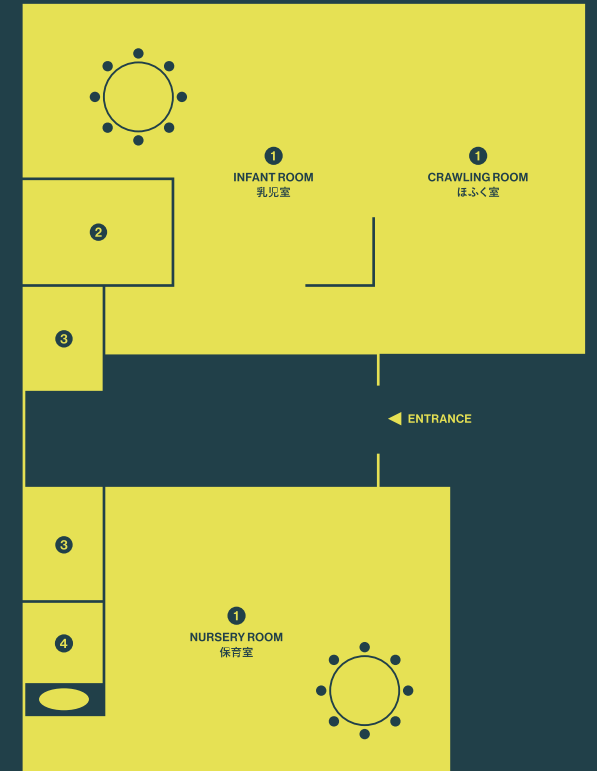 1
INFANT ROOM
乳児室
1
CRAWLING ROOM
ほふく室
2
3
ENTRANCE
3
1
NURSERY ROOM
保育室
4